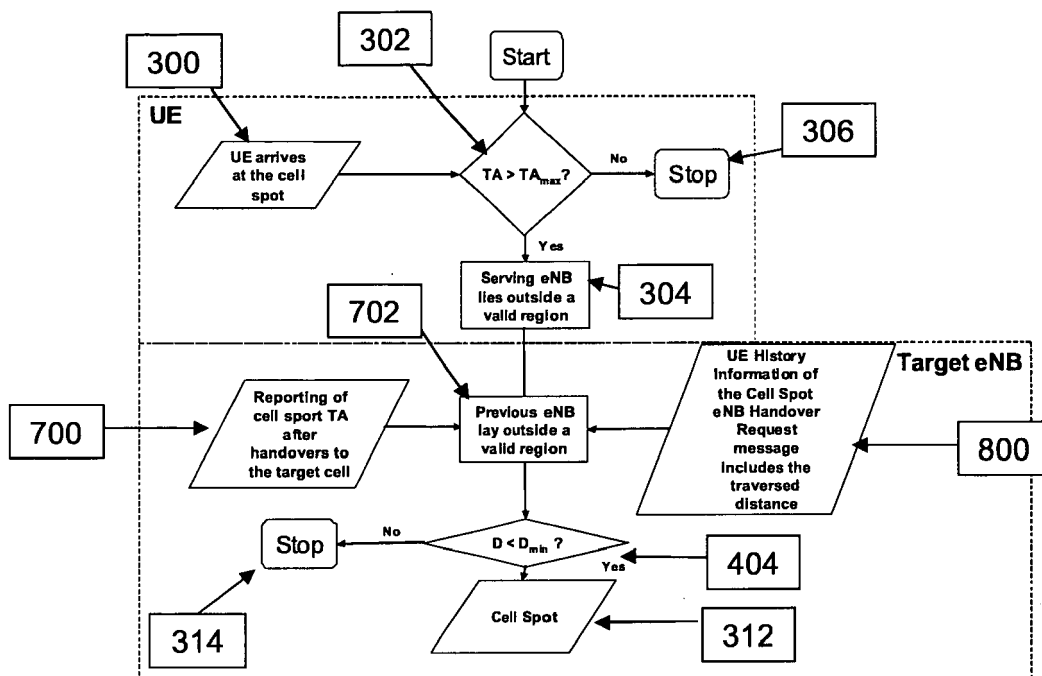 302
Start
300
UE
306
UE arrives
at the cell
spot
TA > TAmax?
No
Stop
Yes
Serving eNB
lies outside a
valid region
304
702
Target eNB
UE History
Information of
the Cell Spot
eNB Handover
Request
message
includes the
traversed
distance
700
Reporting of
cell sport TA
after
handovers to
the target cell
Previous eNB
lay outside a
valid region
800
Stop
No
D < Dmin ?
Yes
404
Cell Spot
314
312